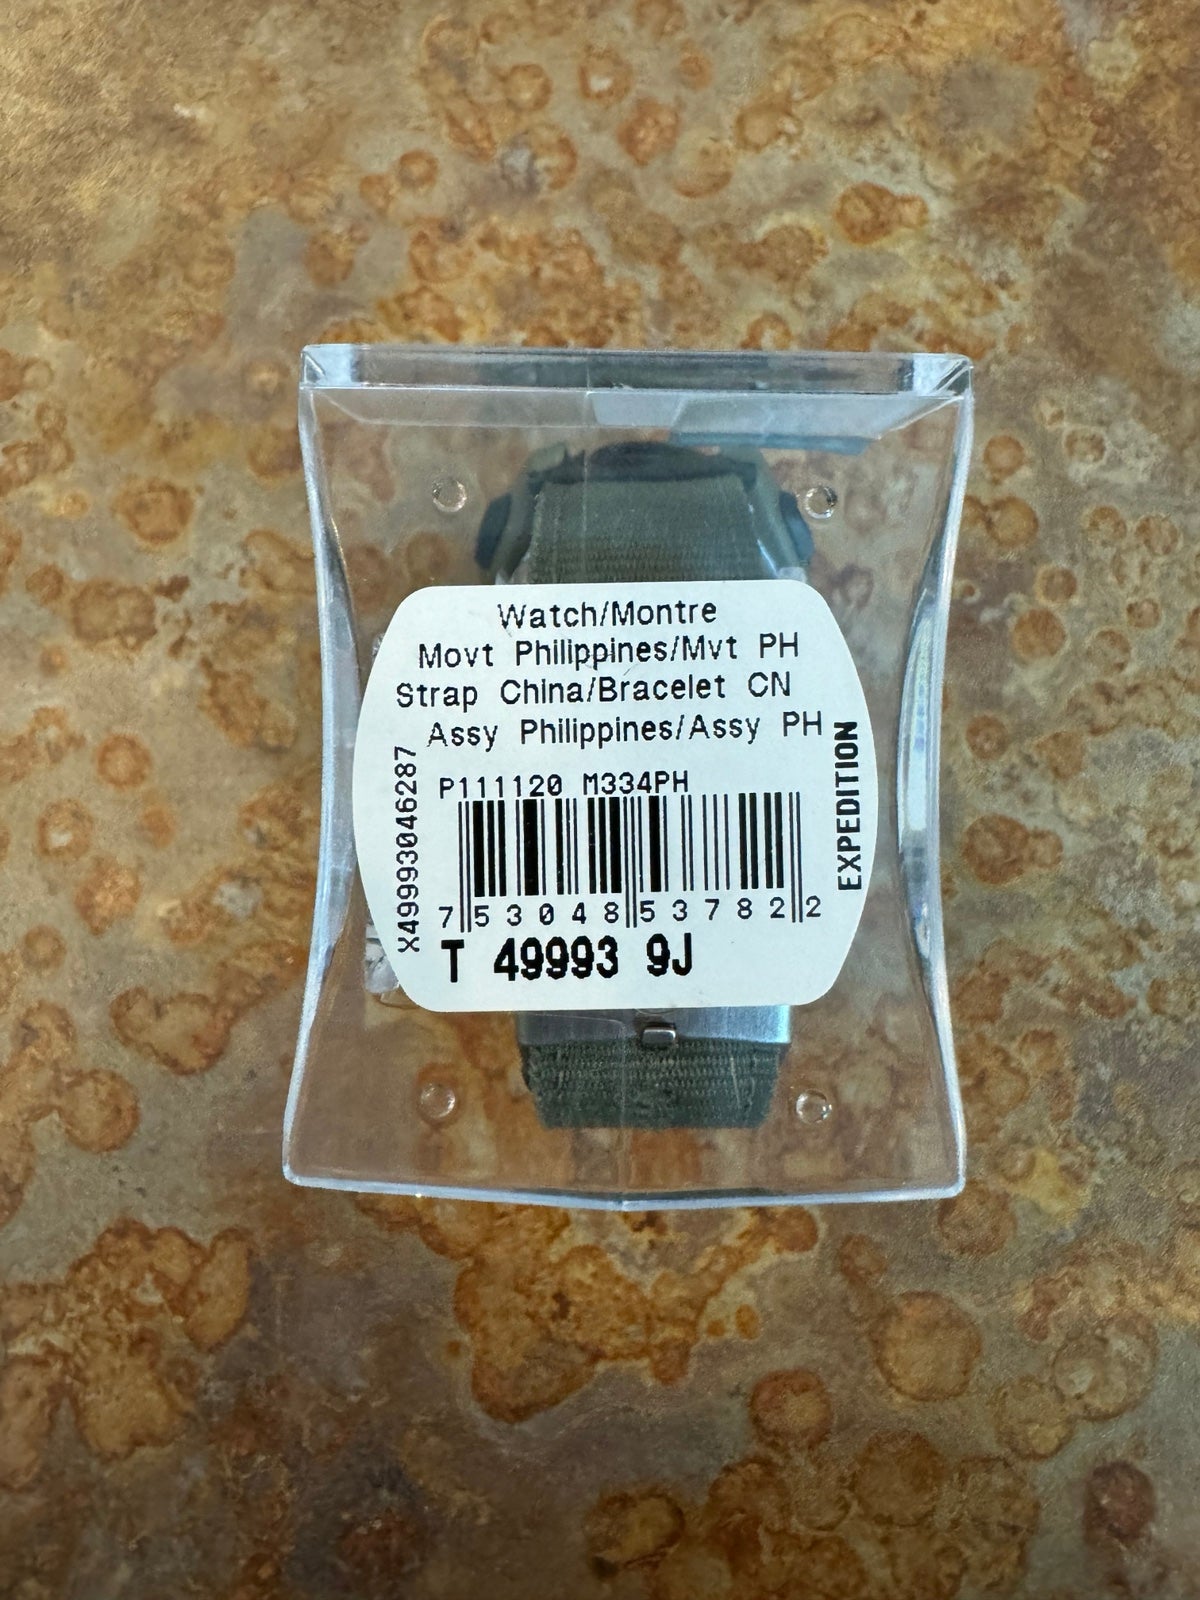 Watch/Montre
Movt Philippines/Mvt PH
Strap China/Bracelet CN
Assy Philippines/Assy PH
X49993046287
EXPEDITION
P111120 M334PH
7 53048 53782 2
T 49993 9J